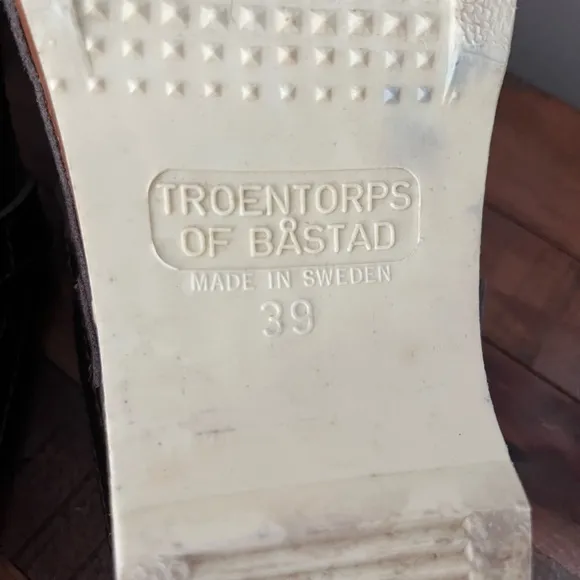 TROENTORPS
OF BÅSTAD
MADE IN SWEDEN
39